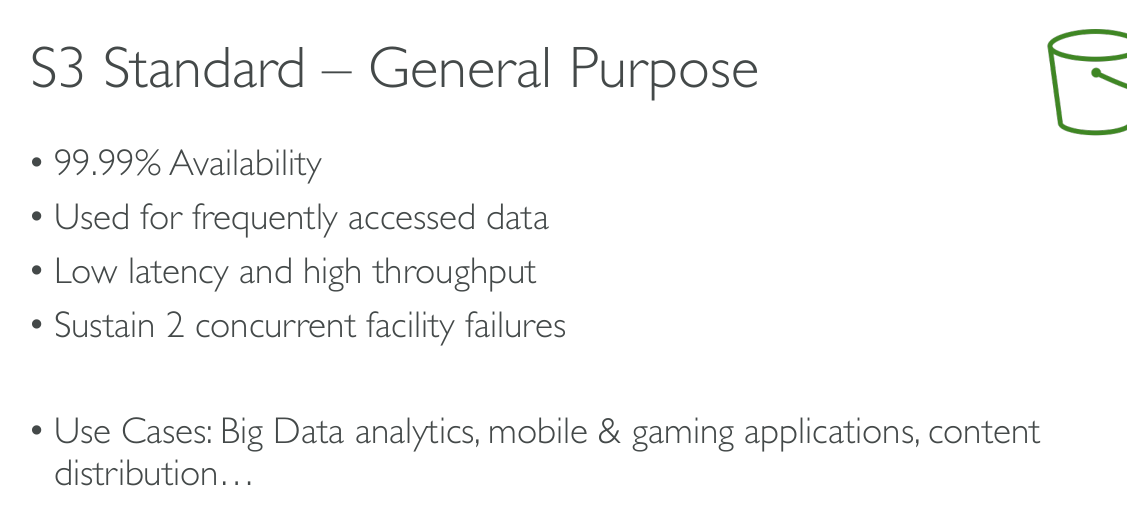 S3 Standard – General Purpose
• 99.99% Availability
• Used for frequently accessed data
• Low latency and high throughput
• Sustain 2 concurrent facility failures
• Use Cases: Big Data analytics, mobile & gaming applications, content
distribution…